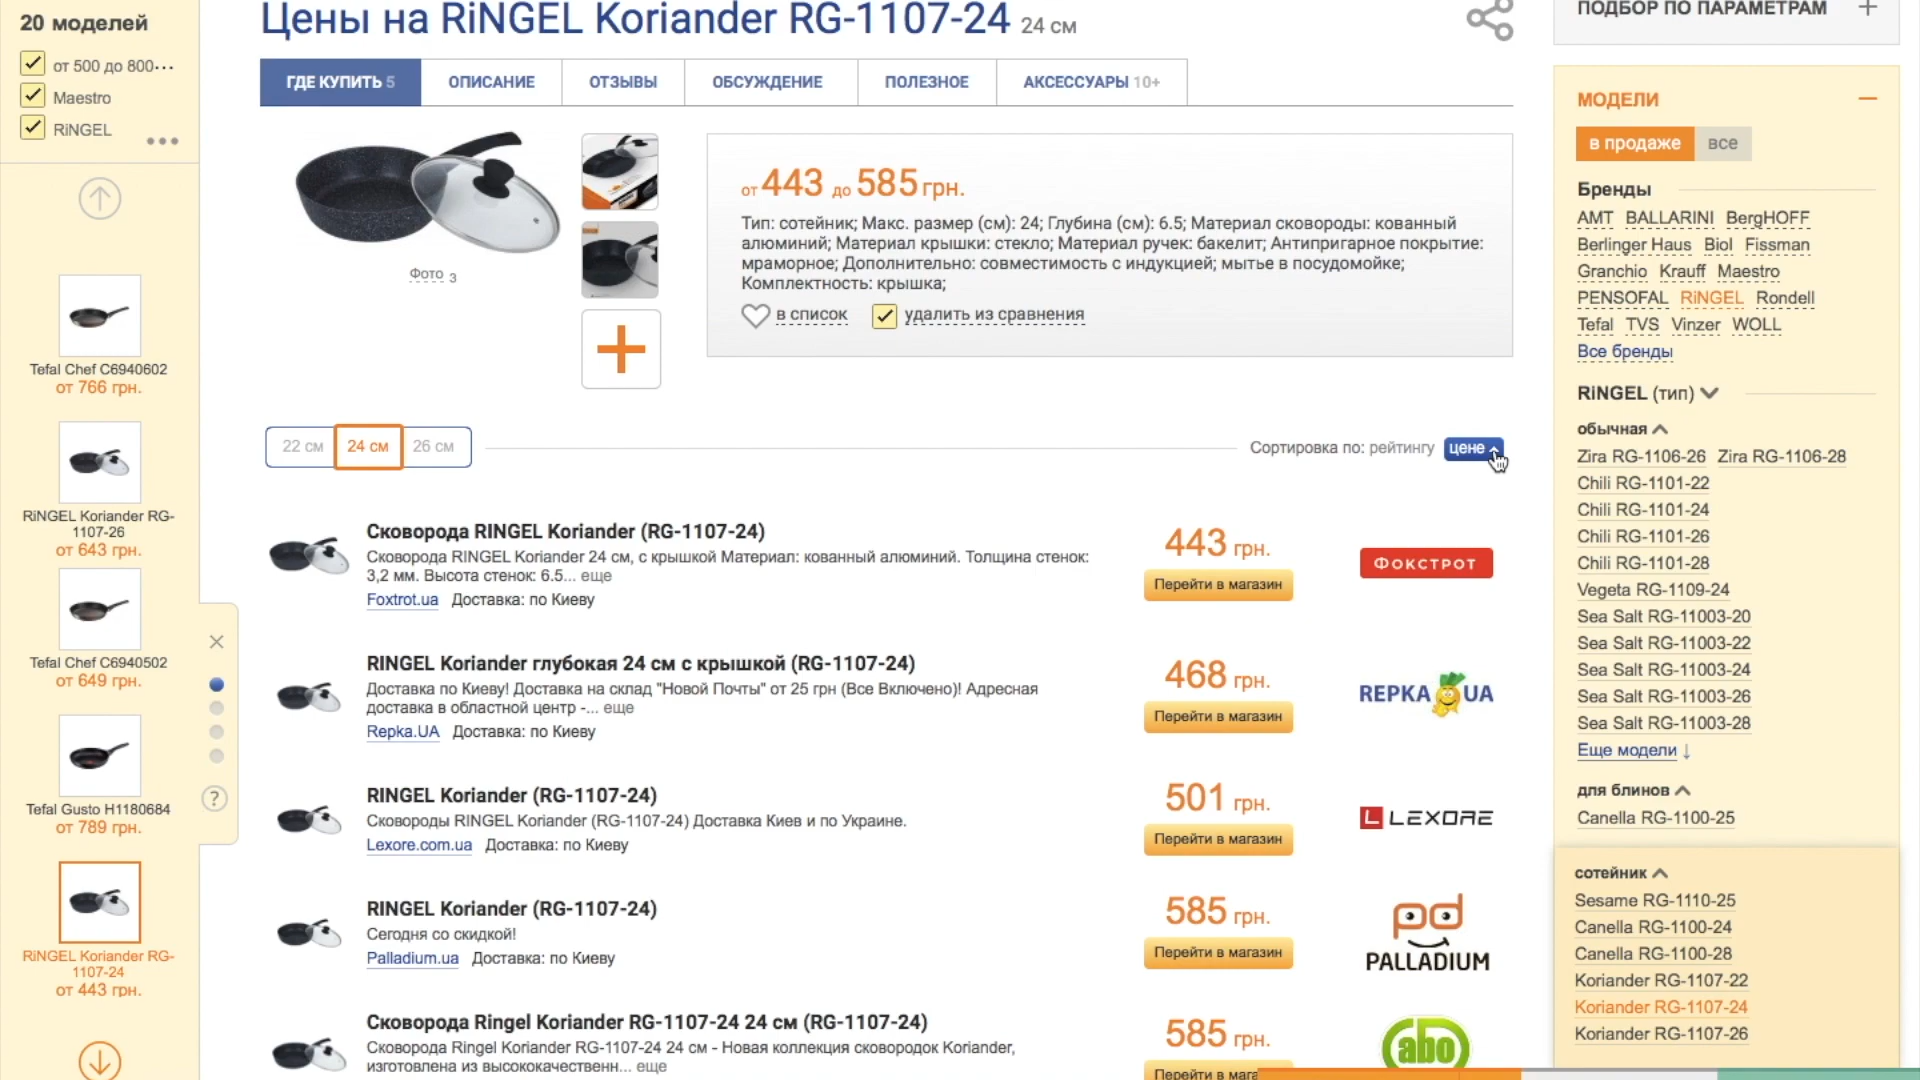 20 моделей
от 500 до 800...
Maestro
RiNGEL
Tefal Chef C6940602
от 766 грн.
RiNGEL Koriander RG-
1107-26
от 643 грн.
Tefal Chef C6940502
от 649 грн.
Tefal Gusto H1180684
от 789 грн.
RiNGEL Koriander RG-
1107-24
от 443 грн.
?
Цены на RiNGEL Koriander RG-1107-24 24 см
ГДЕ КУПИТЬ 5
ОПИСАНИЕ
ОТЗЫВЫ
ОБСУЖДЕНИЕ
ПОЛЕЗНОЕ
АКСЕССУАРЫ 10+
Фото 3
от 443 до 585 грн.
Тип: сотейник; Макс. размер (см): 24; Глубина (см): 6.5; Материал сковороды: кованный
алюминий; Материал крышки: стекло; Материал ручек: бакелит; Антипригарное покрытие:
мраморное; Дополнительно: совместимость с индукцией; мытье в посудомойке;
Комплектность: крышка;
в список
удалить из сравнения
22 см
24 см
26 см
Сортировка по: рейтингу цене
Сковорода RINGEL Koriander (RG-1107-24)
Сковорода RINGEL Koriander 24 см, с крышкой Материал: кованный алюминий. Толщина стенок:
3,2 мм. Высота стенок: 6.5... еще
Foxtrot.ua Доставка: по Киеву
443 грн.
Перейти в магазин
ФОКСТРОТ
RINGEL Koriander глубокая 24 см с крышкой (RG-1107-24)
Доставка по Киеву! Доставка на склад "Новой Почты" от 25 грн (Все Включено)! Адресная
доставка в областной центр -... еще
Repka.UA Доставка: по Киеву
468 грн.
Перейти в магазин
REPKA UA
RINGEL Koriander (RG-1107-24)
Сковороды RINGEL Koriander (RG-1107-24) Доставка Киев и по Украине.
Lexore.com.ua Доставка: по Киеву
501 грн.
Перейти в магазин
L LEXORE
RINGEL Koriander (RG-1107-24)
Сегодня со скидкой!
Palladium.ua Доставка: по Киеву
585 грн.
Перейти в магазин
pd
PALLADIUM
Сковорода Ringel Koriander RG-1107-24 24 см (RG-1107-24)
Сковорода Ringel Koriander RG-1107-24 24 см - Новая коллекция сковородок Koriander,
изготовлена из высококачественн... еще
585 грн.
Перейти в мага
abo
ПОДБОР ПО ПАРАМЕТРАМ
МОДЕЛИ
в продаже
все
Бренды
AMT BALLARINI BergHOFF
Berlinger Haus Biol Fissman
Granchio Krauff Maestro
PENSOFAL RiNGEL Rondell
Tefal TVS Vinzer WOLL
Все бренды
RiNGEL (тип)
обычная
Zira RG-1106-26 Zira RG-1106-28
Chili RG-1101-22
Chili RG-1101-24
Chili RG-1101-26
Chili RG-1101-28
Vegeta RG-1109-24
Sea Salt RG-11003-20
Sea Salt RG-11003-22
Sea Salt RG-11003-24
Sea Salt RG-11003-26
Sea Salt RG-11003-28
Еще модели ↓
для блинов
Canella RG-1100-25
сотейник
Sesame RG-1110-25
Canella RG-1100-24
Canella RG-1100-28
Koriander RG-1107-22
Koriander RG-1107-24
Koriander RG-1107-26